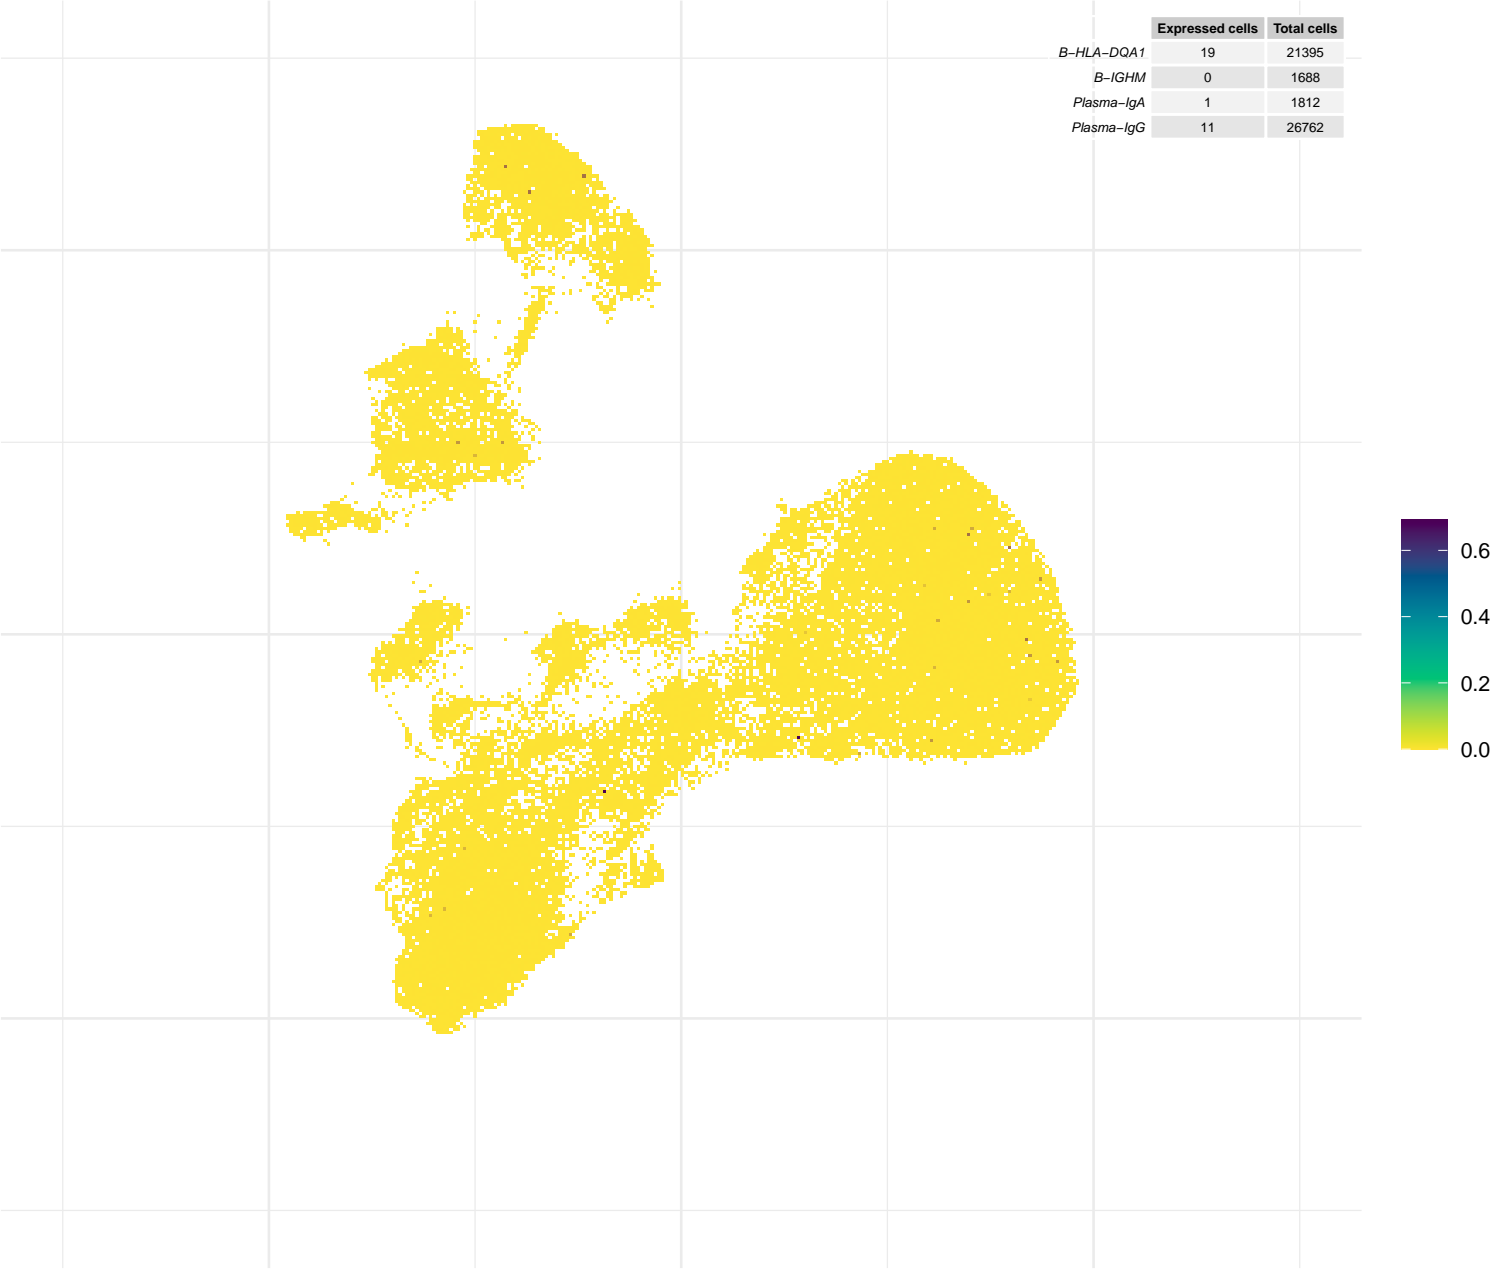 Expressed cells Total cells
B−HLA−DQA1 19 21395
B−IGHM 0 1688
Plasma−IgA 1 1812
Plasma−IgG 11 26762
0.6
0.4
0.2
0.0